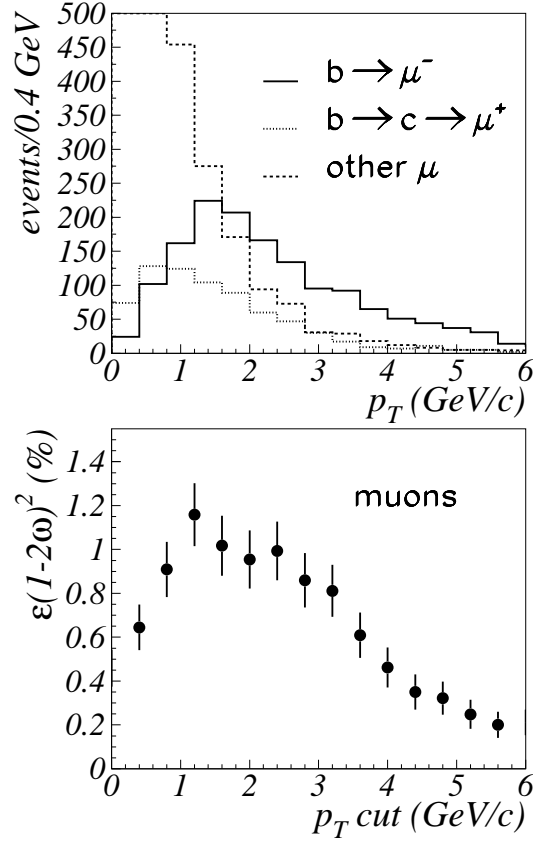 events/0.4 GeV
500
450
400
350
300
250
200
150
100
50
0
b → μ⁻
b → c → μ⁺
other μ
0 1 2 3 4 5 6
p_T (GeV/c)
ε(1-2ω)² (%)
1.4
1.2
1
0.8
0.6
0.4
0.2
0
muons
0 1 2 3 4 5 6
p_T cut (GeV/c)